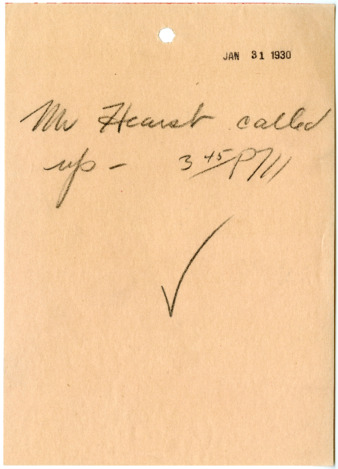 JAN 31 1930
Mr Hearst called
up - 3 45 PM